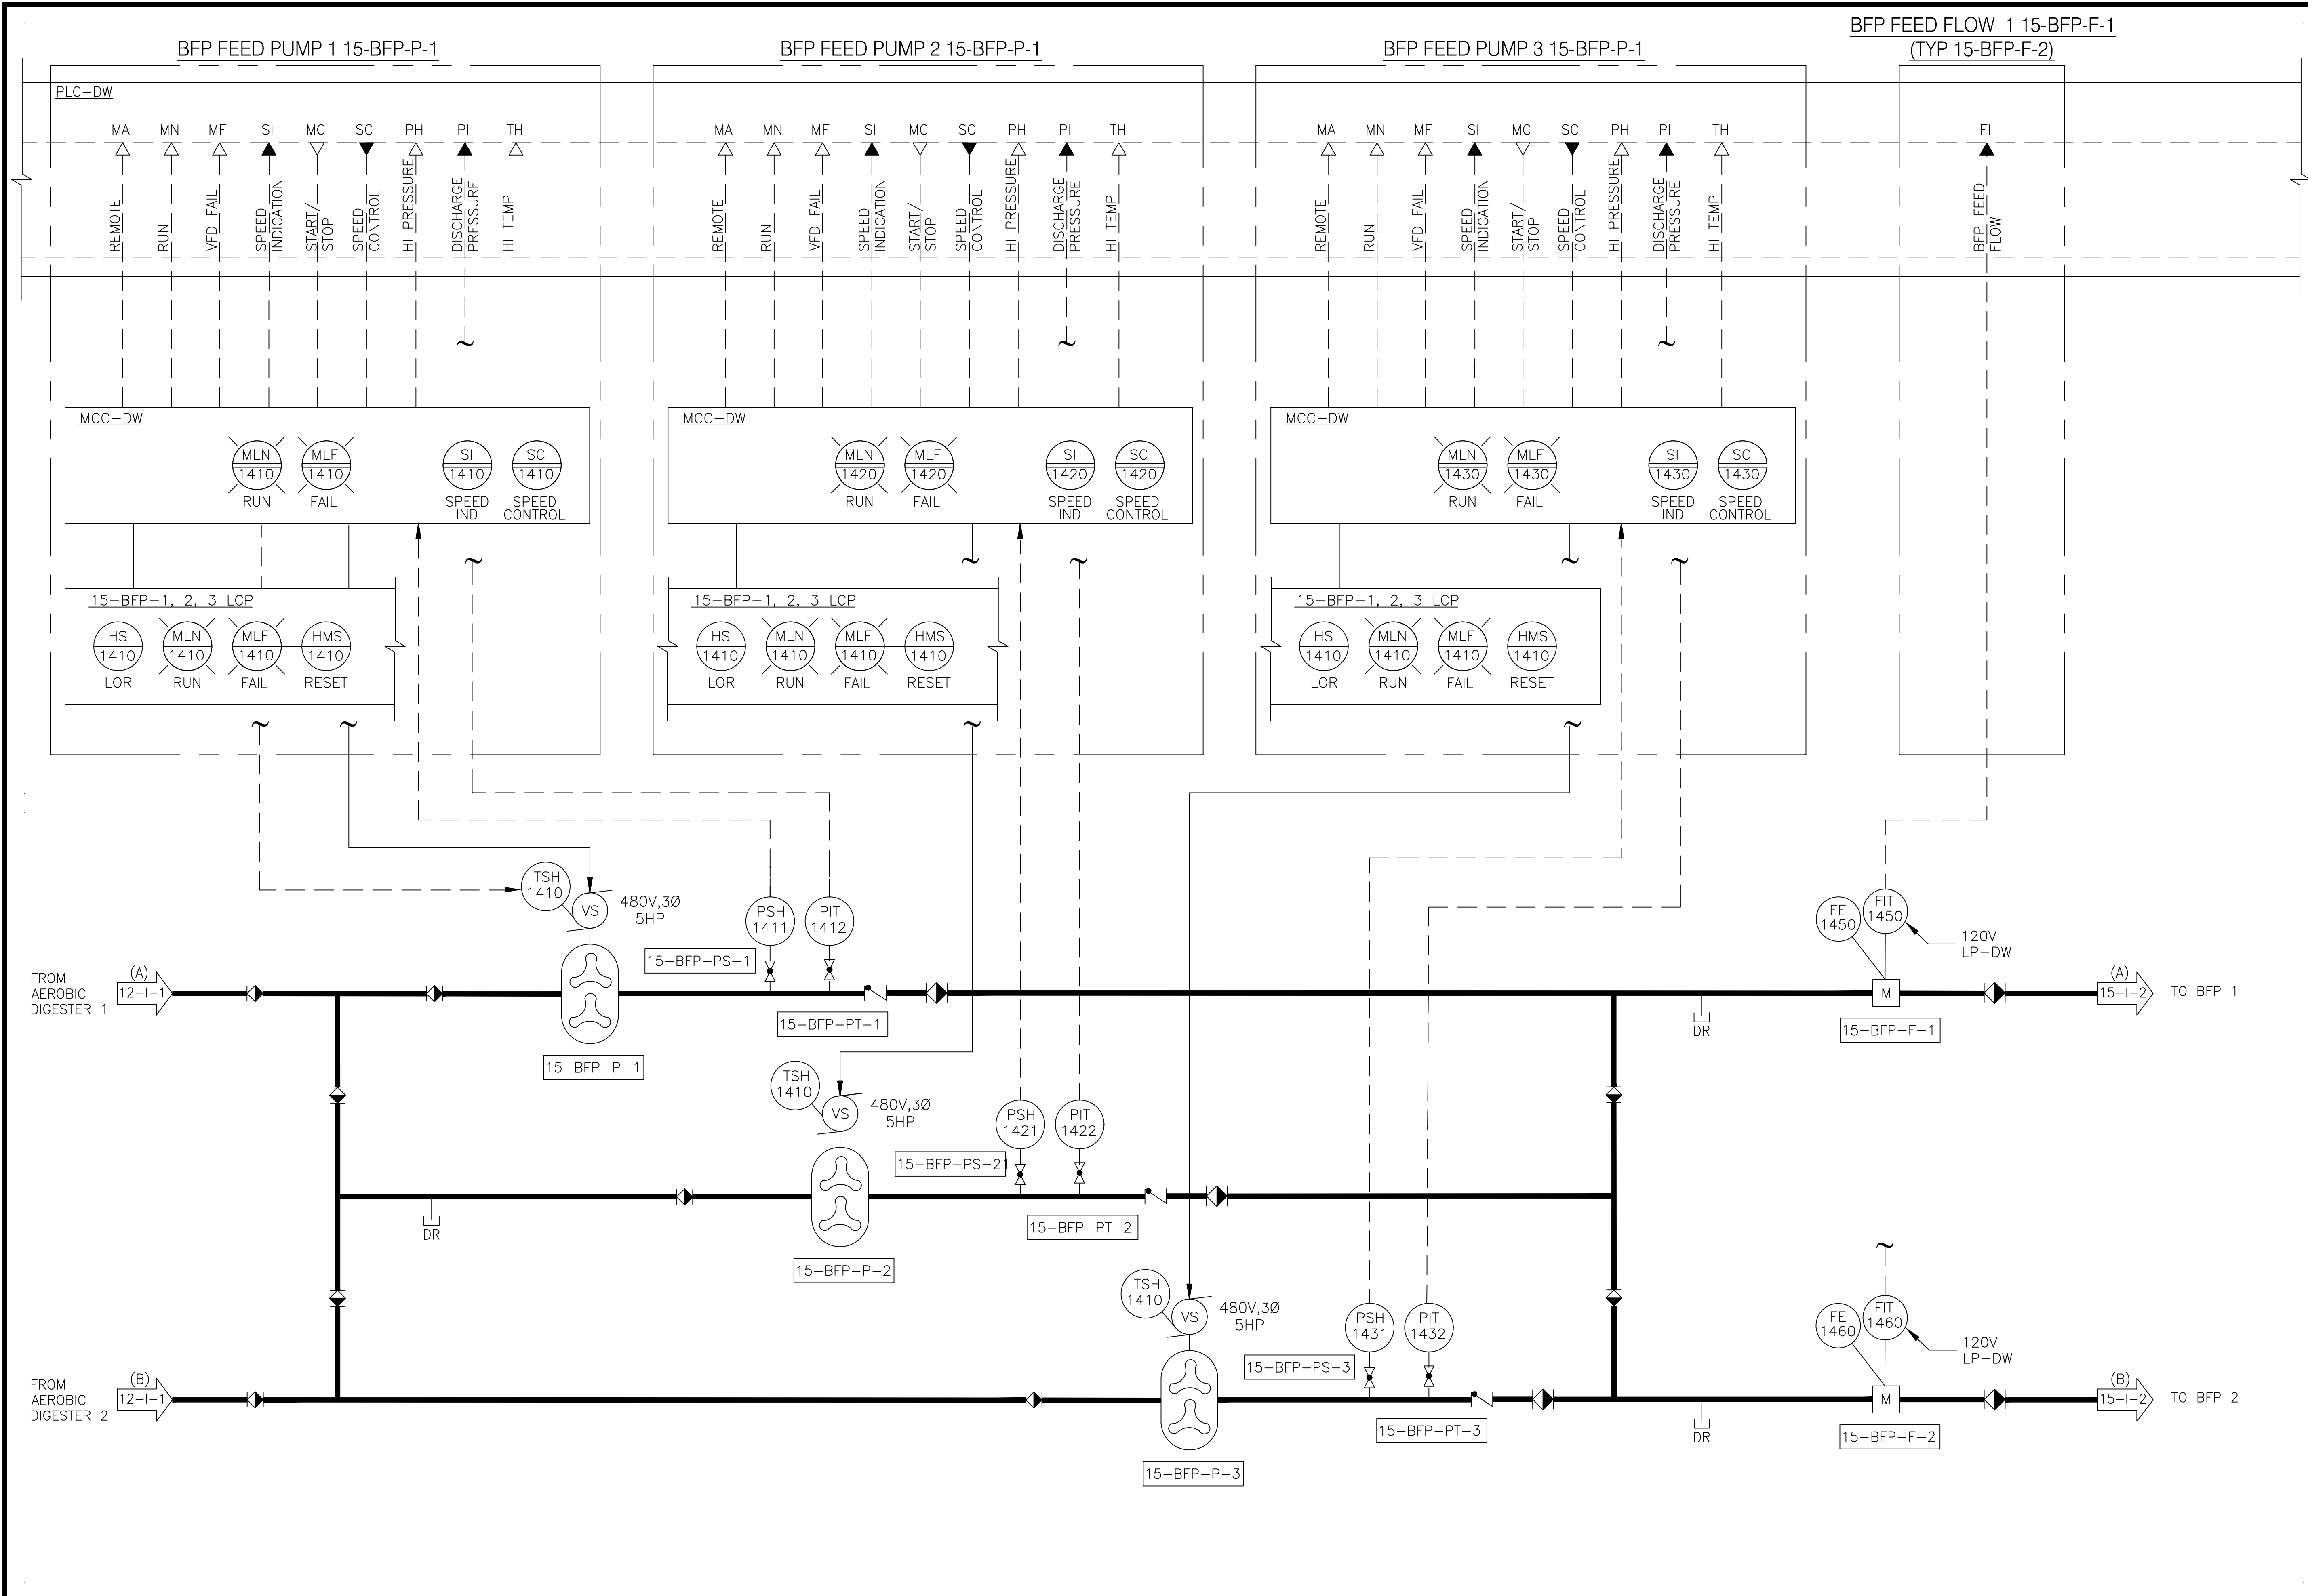 BFP FEED PUMP 1 15-BFP-P-1
BFP FEED PUMP 2 15-BFP-P-1
BFP FEED PUMP 3 15-BFP-P-1
BFP FEED FLOW 1 15-BFP-F-1
(TYP 15-BFP-F-2)
PLC-DW
MA MN MF SI MC SC PH PI TH
REMOTE
RUN
VFD FAIL
SPEED
INDICATION
START/
STOP
SPEED
CONTROL
HI PRESSURE
DISCHARGE
PRESSURE
HI TEMP
MA MN MF SI MC SC PH PI TH
REMOTE
RUN
VFD FAIL
SPEED
INDICATION
START/
STOP
SPEED
CONTROL
HI PRESSURE
DISCHARGE
PRESSURE
HI TEMP
MA MN MF SI MC SC PH PI TH
REMOTE
RUN
VFD FAIL
SPEED
INDICATION
START/
STOP
SPEED
CONTROL
HI PRESSURE
DISCHARGE
PRESSURE
HI TEMP
FI
BFP FEED
FLOW
MCC-DW
MLN
1410
RUN
MLF
1410
FAIL
SI
1410
SPEED
IND
SC
1410
SPEED
CONTROL
MCC-DW
MLN
1420
RUN
MLF
1420
FAIL
SI
1420
SPEED
IND
SC
1420
SPEED
CONTROL
MCC-DW
MLN
1430
RUN
MLF
1430
FAIL
SI
1430
SPEED
IND
SC
1430
SPEED
CONTROL
15-BFP-1, 2, 3 LCP
HS
1410
LOR
MLN
1410
RUN
MLF
1410
FAIL
HMS
1410
RESET
15-BFP-1, 2, 3 LCP
HS
1410
LOR
MLN
1410
RUN
MLF
1410
FAIL
HMS
1410
RESET
15-BFP-1, 2, 3 LCP
HS
1410
LOR
MLN
1410
RUN
MLF
1410
FAIL
HMS
1410
RESET
TSH
1410
VS
480V,3Ø
5HP
PSH
1411
PIT
1412
15-BFP-PS-1
FE
1450
FIT
1450
120V
LP-DW
FROM
AEROBIC
DIGESTER 1
(A)
12-I-1
M
(A)
15-I-2
TO BFP 1
15-BFP-PT-1
DR
15-BFP-F-1
15-BFP-P-1
TSH
1410
VS
480V,3Ø
5HP
PSH
1421
PIT
1422
15-BFP-PS-21
DR
15-BFP-PT-2
15-BFP-P-2
TSH
1410
VS
480V,3Ø
5HP
PSH
1431
PIT
1432
15-BFP-PS-3
FE
1460
FIT
1460
120V
LP-DW
FROM
AEROBIC
DIGESTER 2
(B)
12-I-1
M
(B)
15-I-2
TO BFP 2
15-BFP-PT-3
DR
15-BFP-F-2
15-BFP-P-3